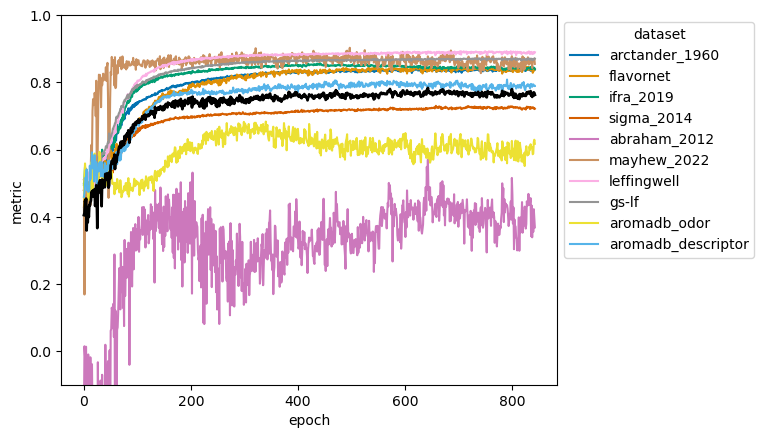 1.0
0.8
0.6
0.4
0.2
0.0
metric
0 200 400 600 800
epoch
dataset
arctander_1960
flavornet
ifra_2019
sigma_2014
abraham_2012
mayhew_2022
leffingwell
gs-lf
aromadb_odor
aromadb_descriptor